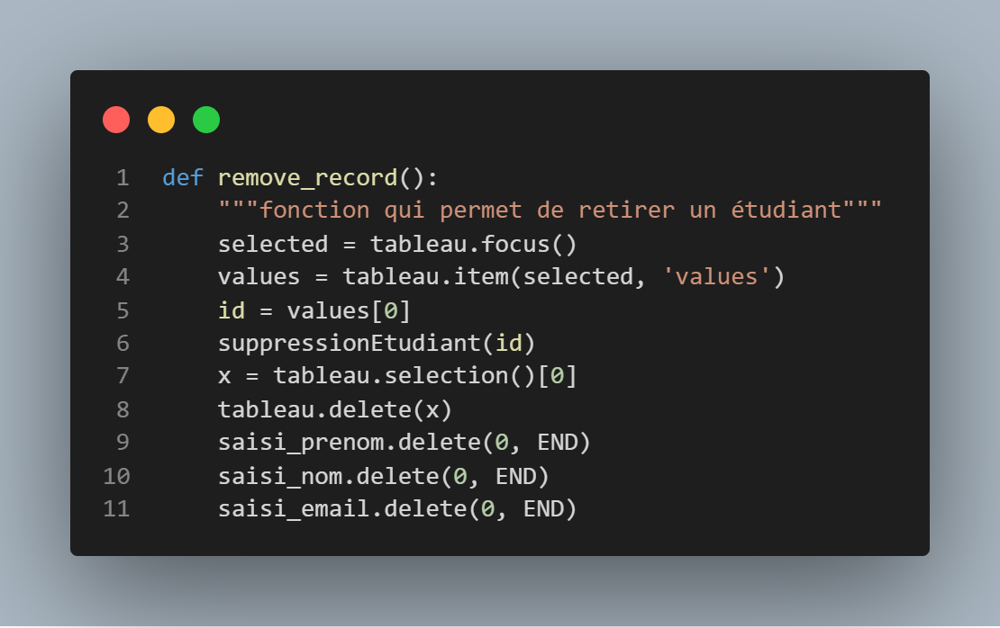 1 def remove_record():
2     """fonction qui permet de retirer un étudiant"""
3     selected = tableau.focus()
4     values = tableau.item(selected, 'values')
5     id = values[0]
6     suppressionEtudiant(id)
7     x = tableau.selection()[0]
8     tableau.delete(x)
9     saisi_prenom.delete(0, END)
10     saisi_nom.delete(0, END)
11     saisi_email.delete(0, END)